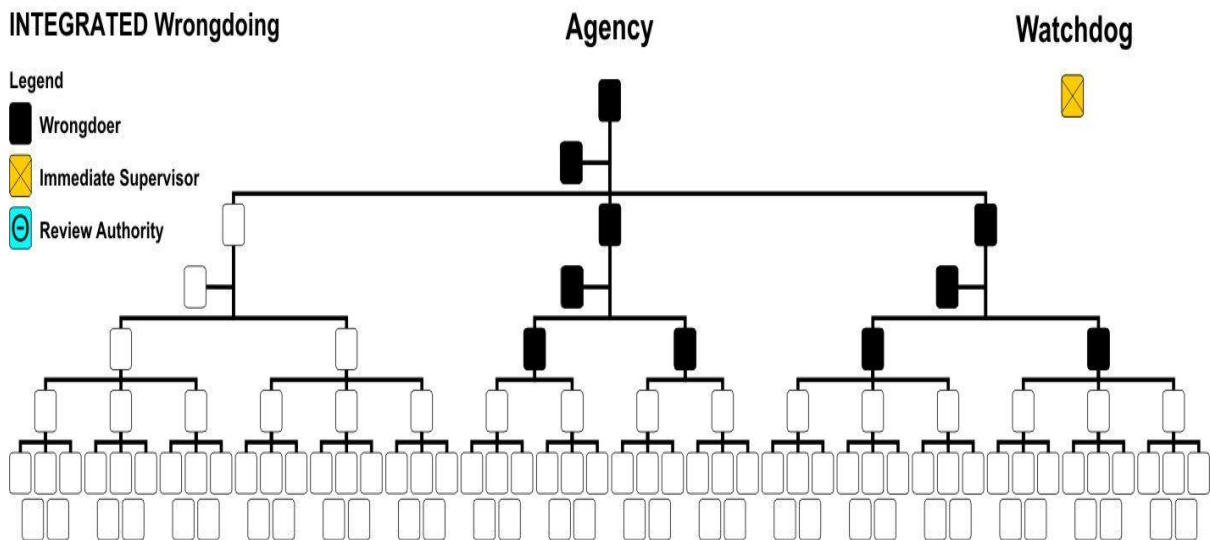 INTEGRATED Wrongdoing
Agency
Watchdog
Legend
Wrongdoer
Immediate Supervisor
Review Authority